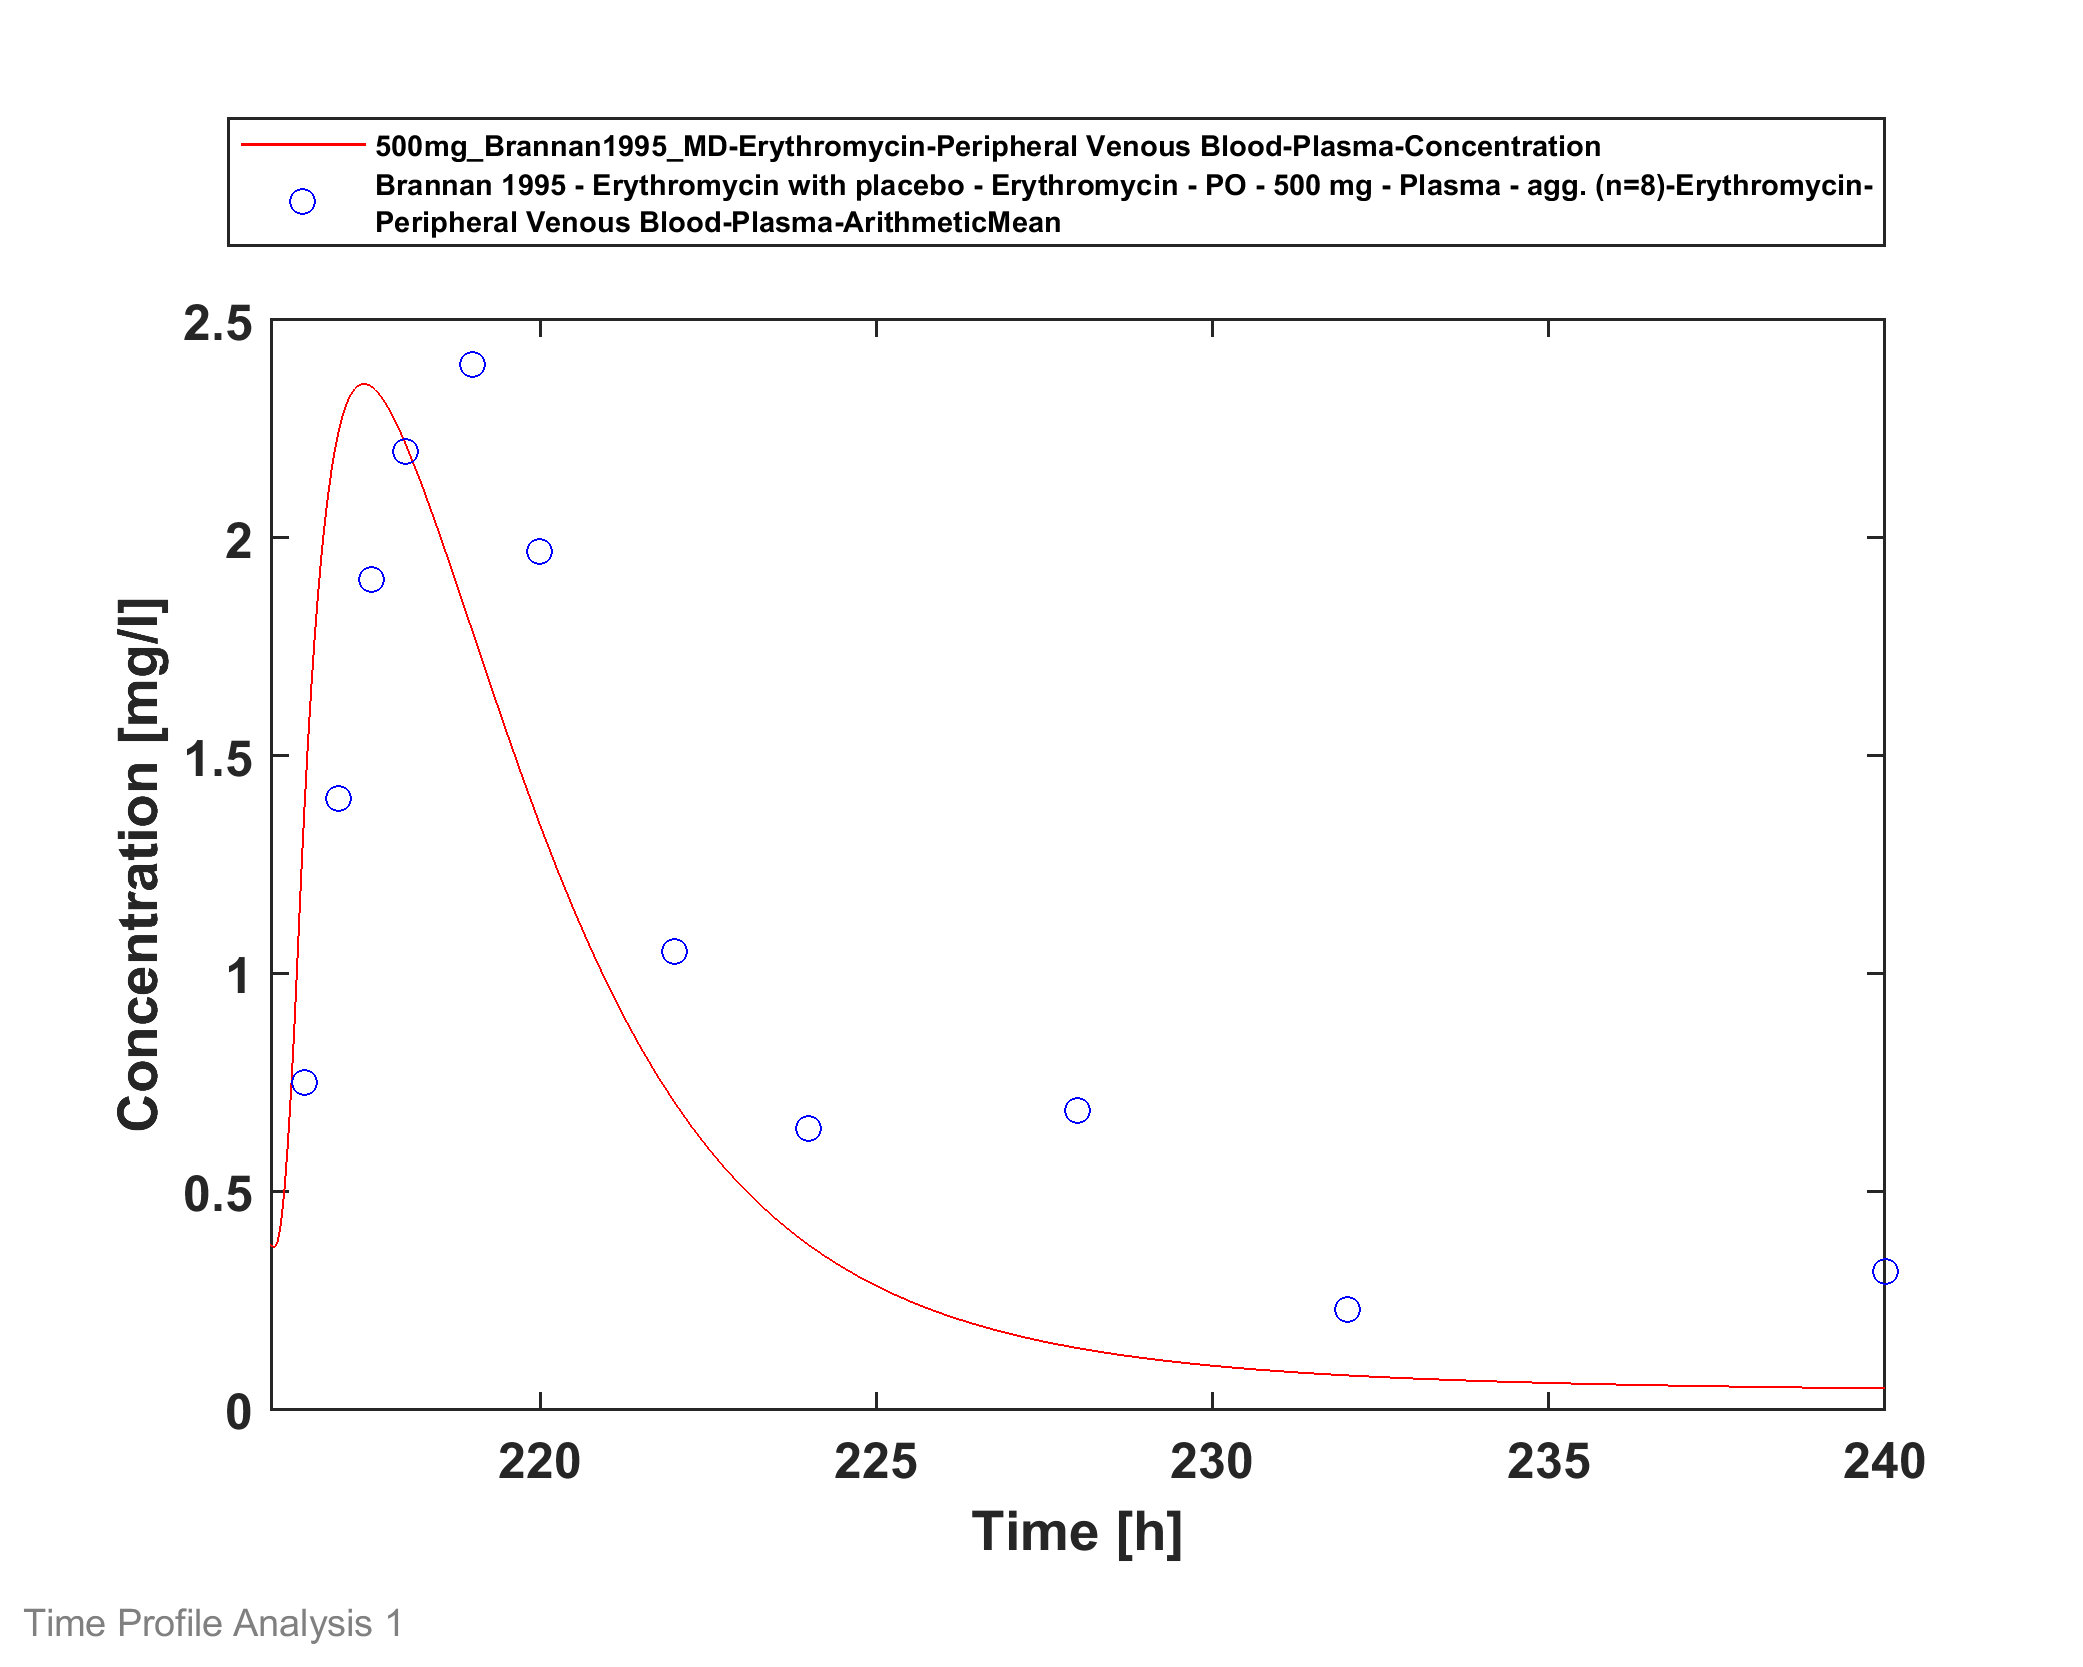 500mg_Brannan1995_MD-Erythromycin-Peripheral Venous Blood-Plasma-Concentration
Brannan 1995 - Erythromycin with placebo - Erythromycin - PO - 500 mg - Plasma - agg. (n=8)-Erythromycin-
Peripheral Venous Blood-Plasma-ArithmeticMean
2.5
2
1.5
1
0.5
0
Concentration [mg/l]
220
225
230
235
240
Time [h]
Time Profile Analysis 1